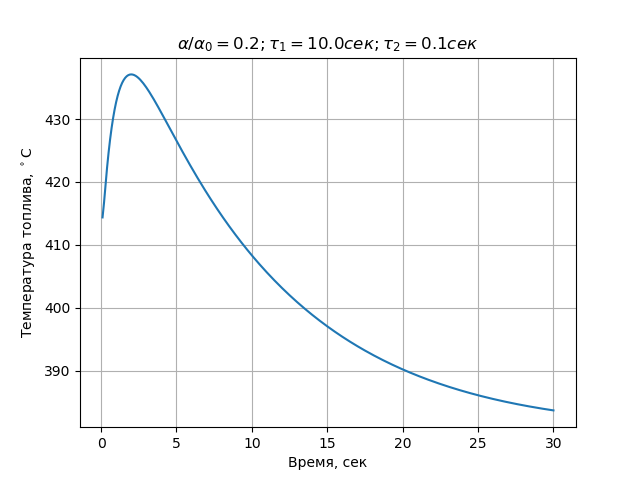 α/α₀ = 0.2; τ₁ = 10.0сек; τ₂ = 0.1сек
Температура топлива, °C
430
420
410
400
390
0 5 10 15 20 25 30
Время, сек